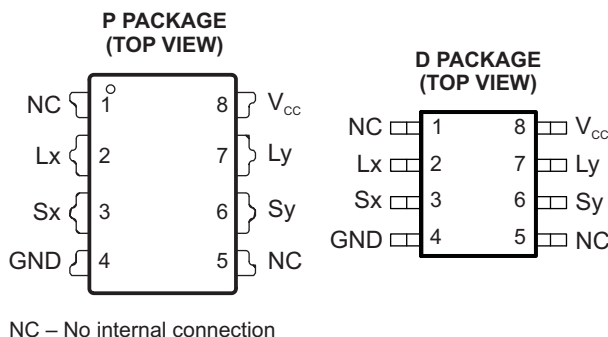 P PACKAGE
(TOP VIEW)
NC 1 8 VCC
Lx 2 7 Ly
Sx 3 6 Sy
GND 4 5 NC
D PACKAGE
(TOP VIEW)
NC 1 8 VCC
Lx 2 7 Ly
Sx 3 6 Sy
GND 4 5 NC
NC – No internal connection